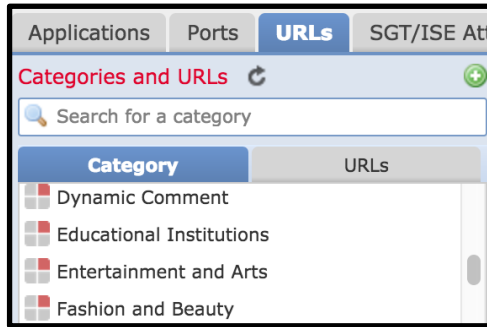 Applications Ports URLs SGT/ISE Att
Categories and URLs
Search for a category
Category URLs
Dynamic Comment
Educational Institutions
Entertainment and Arts
Fashion and Beauty